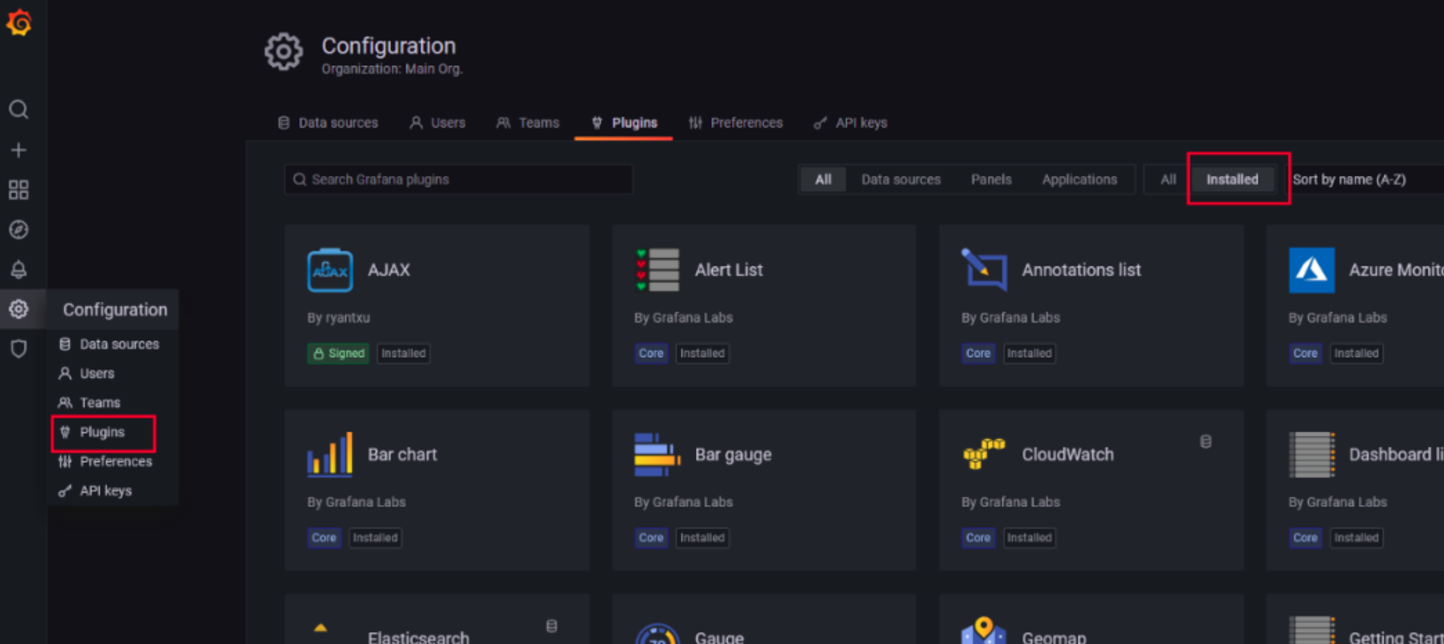 Configuration
Organization: Main Org.
Data sources Users Teams Plugins Preferences API keys
Search Grafana plugins All Data sources Panels Applications All Installed Sort by name (A-Z)
AJAX Alert List Annotations list Azure Monito
By ryantxu By Grafana Labs By Grafana Labs By Grafana Labs
Signed Installed Core Installed Core Installed Core Installed
Configuration
Data sources
Users
Teams
Plugins
Preferences
API keys
Bar chart Bar gauge CloudWatch Dashboard li
By Grafana Labs By Grafana Labs By Grafana Labs By Grafana Labs
Core Installed Core Installed Core Installed Core Installed
Elasticsearch Gauge Geomap Getting Start